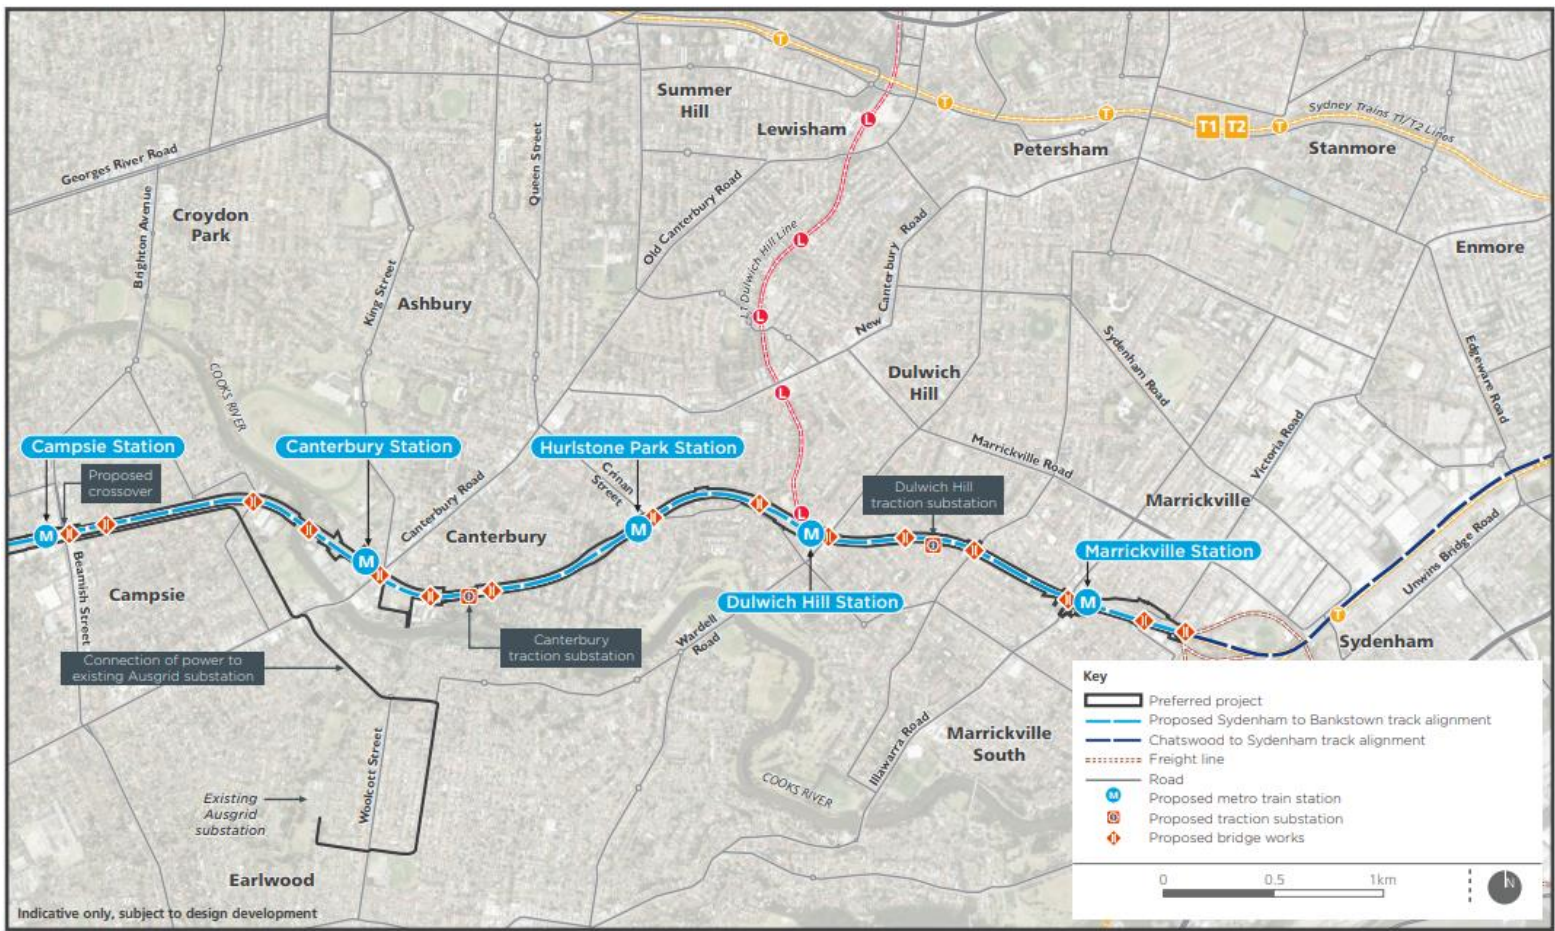 Summer
Hill
Lewisham
T
T
T
T1 T2
T
Sydney Trains T1/T2 Lines
Petersham
Stanmore
L
Georges River Road
Queen Street
Croydon
Park
Brighton Avenue
Old Canterbury Road
L1 Dulwich Hill Line
L
New Canterbury Road
Enmore
King Street
Ashbury
L
Sydenham Road
Edgeware Road
COOKS RIVER
Dulwich
Hill
L
Campsie Station
Canterbury Station
Hurlstone Park Station
Marrickville Road
Victoria Road
Proposed
crossover
Crinan
Street
Canterbury Road
Dulwich Hill
traction substation
Marrickville
L
M
M
M
M
Canterbury
Marrickville Station
Unwins Bridge Road
Beamish Street
Campsie
Dulwich Hill Station
M
T
Sydenham
Canterbury
traction substation
Wardell
Road
Connection of power to
existing Ausgrid substation
Woolcott Street
Illawarra Road
Marrickville
South
COOKS RIVER
Existing
Ausgrid
substation
Earlwood
Indicative only, subject to design development
Key
Preferred project
Proposed Sydenham to Bankstown track alignment
Chatswood to Sydenham track alignment
Freight line
Road
M Proposed metro train station
Proposed traction substation
Proposed bridge works
0 0.5 1km
N